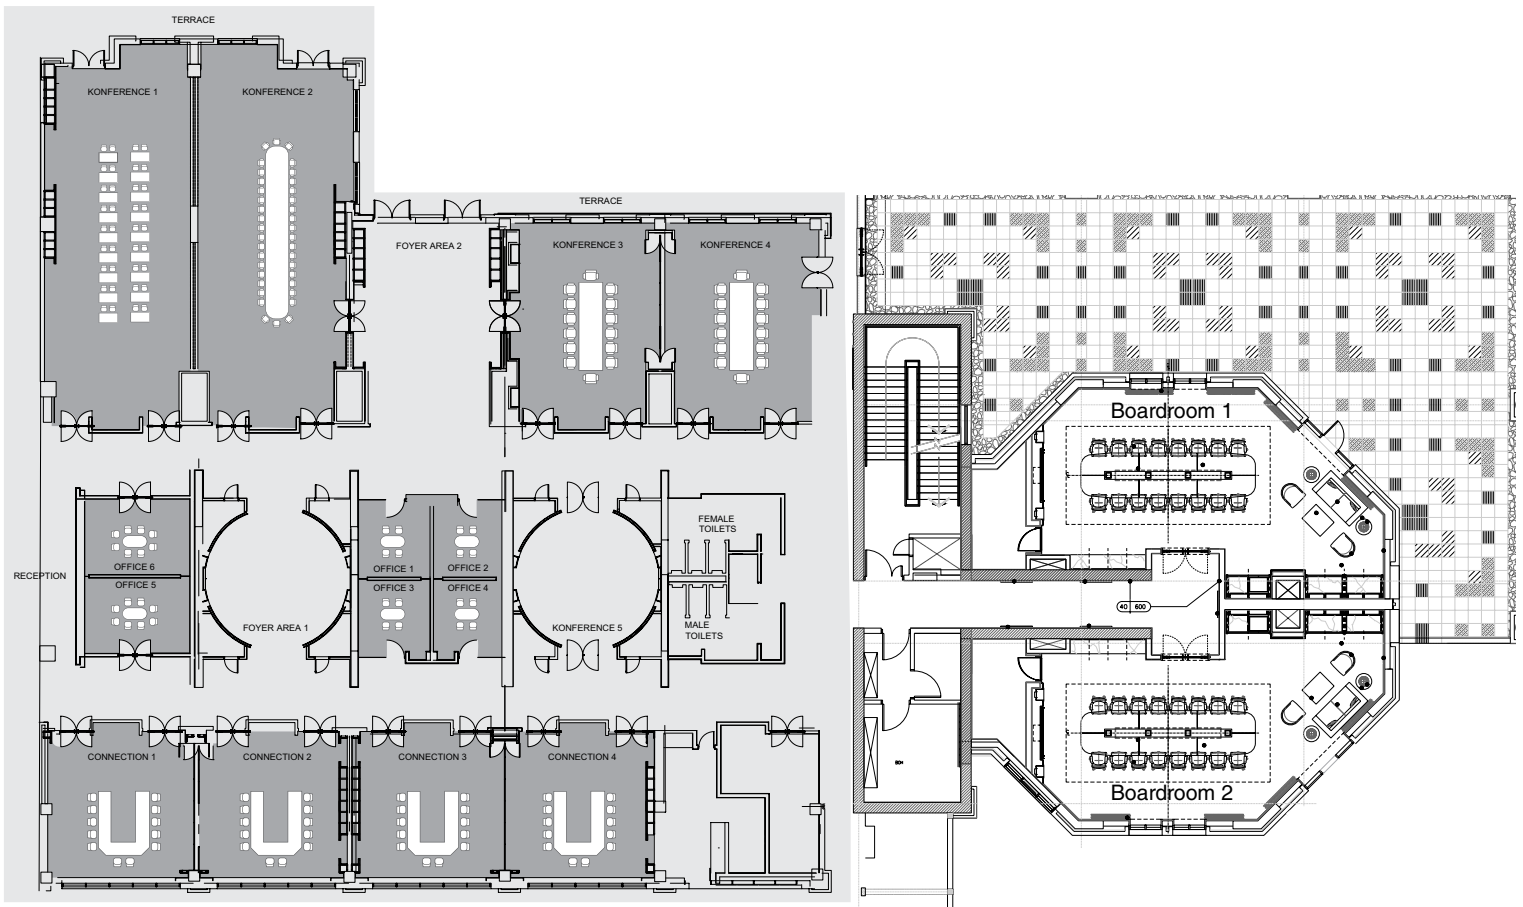 TERRACE
KONFERENCE 1
KONFERENCE 2
TERRACE
FOYER AREA 2
KONFERENCE 3
KONFERENCE 4
Boardroom 1
FEMALE
TOILETS
OFFICE 6
OFFICE 5
OFFICE 1
OFFICE 2
OFFICE 3
OFFICE 4
RECEPTION
FOYER AREA 1
KONFERENCE 5
MALE
TOILETS
40 600
CONNECTION 1
CONNECTION 2
CONNECTION 3
CONNECTION 4
Boardroom 2